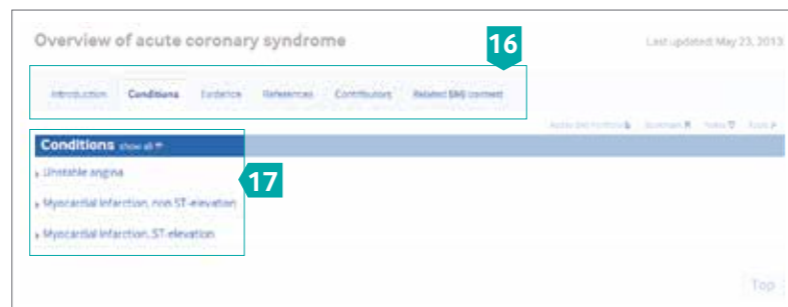 Overview of acute coronary syndrome
16
Last updated: May 23, 2013
Introduction Conditions Evidence References Contributors Related BMJ content
Conditions show all
Unstable angina
17
Myocardial infarction, non ST-elevation
Myocardial infarction, ST-elevation
Top